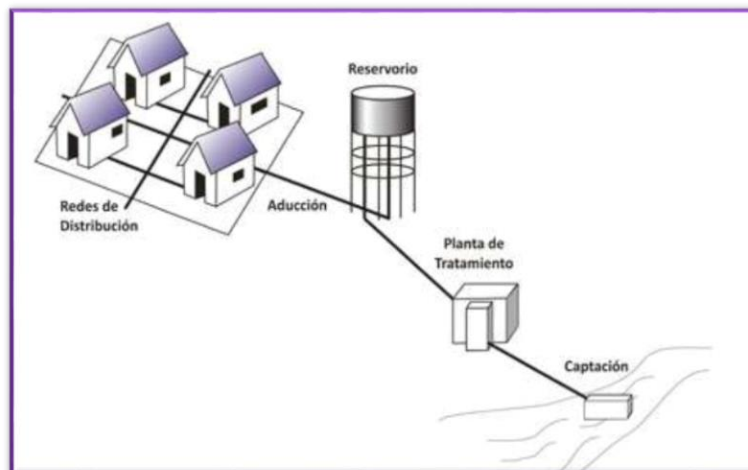 Reservorio
Redes de
Distribución
Aducción
Planta de
Tratamiento
Captación